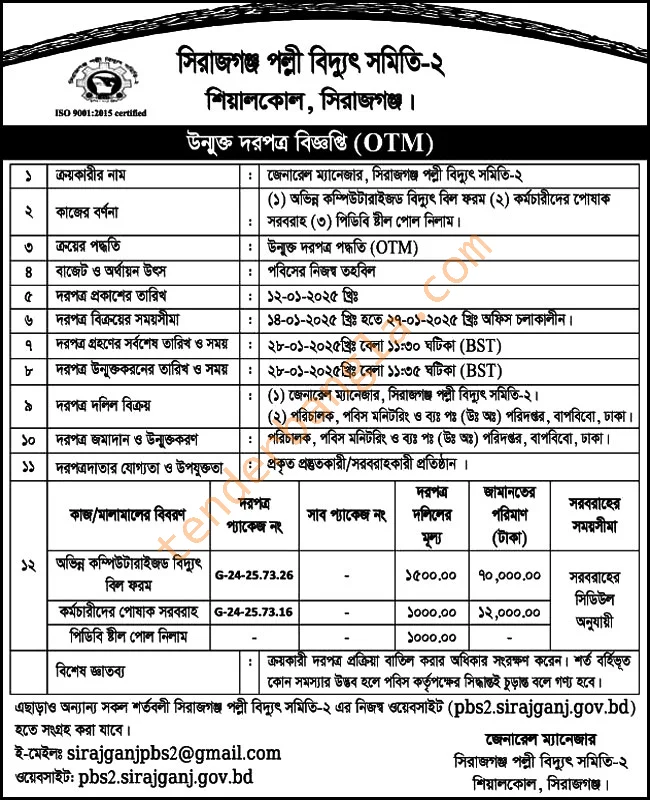 সিরাজগঞ্জ পল্লী বিদ্যুৎ সমিতি-২
শিয়ালকোল, সিরাজগঞ্জ।
ISO 9001:2015 certified
উন্মুক্ত দরপত্র বিজ্ঞপ্তি (OTM)
১ ক্রয়কারীর নাম : জেনারেল ম্যানেজার, সিরাজগঞ্জ পল্লী বিদ্যুৎ সমিতি-২
২ কাজের বর্ণনা : (১) অভিন্ন কম্পিউটারাইজড বিদ্যুৎ বিল ফরম (২) কর্মচারীদের পোষাক
সরবরাহ (৩) পিডিবি ষ্টীল পোল নিলাম।
৩ ক্রয়ের পদ্ধতি : উন্মুক্ত দরপত্র পদ্ধতি (OTM)
৪ বাজেট ও অর্থায়ন উৎস : পবিসের নিজস্ব তহবিল
৫ দরপত্র প্রকাশের তারিখ : ১২-০১-২০২৫ খ্রিঃ
৬ দরপত্র বিক্রয়ের সময়সীমা : ১৪-০১-২০২৫ খ্রিঃ হতে ২৭-০১-২০২৫ খ্রিঃ অফিস চলাকালীন।
৭ দরপত্র গ্রহণের সর্বশেষ তারিখ ও সময় : ২৮-০১-২০২৫খ্রিঃ বেলা ১১:৩০ ঘটিকা (BST)
৮ দরপত্র উন্মুক্তকরনের তারিখ ও সময় : ২৮-০১-২০২৫খ্রিঃ বেলা ১১:৩৫ ঘটিকা (BST)
৯ দরপত্র দলিল বিক্রয় : (১) জেনারেল ম্যানেজার, সিরাজগঞ্জ পল্লী বিদ্যুৎ সমিতি-২।
(২) পরিচালক, পবিস মনিটরিং ও ব্যঃ পঃ (উঃ অঃ) পরিদপ্তর, বাপবিবো, ঢাকা।
১০ দরপত্র জমাদান ও উন্মুক্তকরণ : পরিচালক, পবিস মনিটরিং ও ব্যঃ পঃ (উঃ অঃ) পরিদপ্তর, বাপবিবো, ঢাকা।
১১ দরপত্রদাতার যোগ্যতা ও উপযুক্ততা : প্রকৃত প্রস্তুতকারী/সরবরাহকারী প্রতিষ্ঠান ।
১২ কাজ/মালামালের বিবরণ দরপত্র প্যাকেজ নং সাব প্যাকেজ নং দরপত্র দলিলের মূল্য জামানতের পরিমাণ (টাকা) সরবরাহের সময়সীমা
অভিন্ন কম্পিউটারাইজড বিদ্যুৎ বিল ফরম G-24-25.73.26 - ১৫০০.০০ ৭০,০০০.০০ সরবরাহের সিডিউল অনুযায়ী
কর্মচারীদের পোষাক সরবরাহ G-24-25.73.16 - ১০০০.০০ ১২,০০০.০০
পিডিবি ষ্টীল পোল নিলাম - - ১০০০.০০ -
বিশেষ জ্ঞাতব্য : ক্রয়কারী দরপত্র প্রক্রিয়া বাতিল করার অধিকার সংরক্ষণ করেন। শর্ত বর্হিভূত
কোন সমস্যার উদ্ভব হলে পবিস কর্তৃপক্ষের সিদ্ধান্তই চুড়ান্ত বলে গণ্য হবে।
এছাড়াও অন্যান্য সকল শর্তবলী সিরাজগঞ্জ পল্লী বিদ্যুৎ সমিতি-২ এর নিজস্ব ওয়েবসাইট (pbs2.sirajganj.gov.bd)
হতে সংগ্রহ করা যাবে।
ই-মেইলঃ sirajganjpbs2@gmail.com
ওয়েবসাইট: pbs2.sirajganj.gov.bd
জেনারেল ম্যানেজার
সিরাজগঞ্জ পল্লী বিদ্যুৎ সমিতি-২
শিয়ালকোল, সিরাজগঞ্জ।
tenderbangla.com